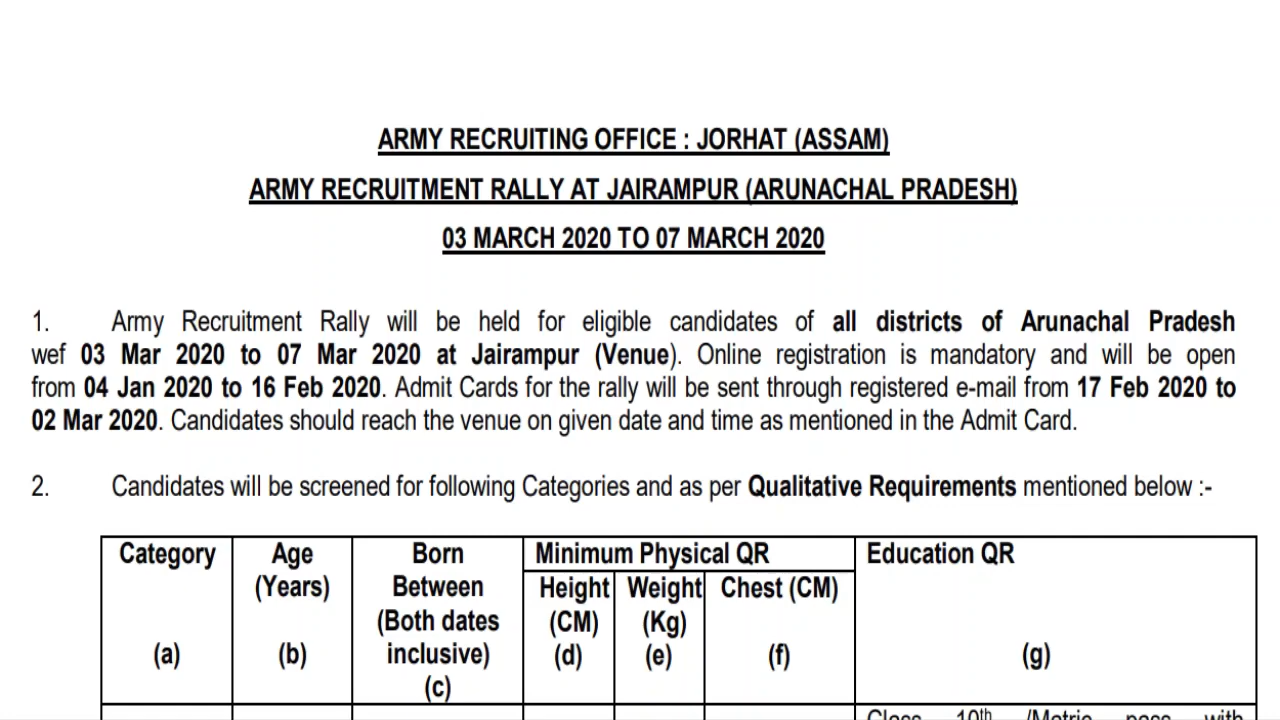 ARMY RECRUITING OFFICE : JORHAT (ASSAM)
ARMY RECRUITMENT RALLY AT JAIRAMPUR (ARUNACHAL PRADESH)
03 MARCH 2020 TO 07 MARCH 2020
1. Army Recruitment Rally will be held for eligible candidates of all districts of Arunachal Pradesh
wef 03 Mar 2020 to 07 Mar 2020 at Jairampur (Venue). Online registration is mandatory and will be open
from 04 Jan 2020 to 16 Feb 2020. Admit Cards for the rally will be sent through registered e-mail from 17 Feb 2020 to
02 Mar 2020. Candidates should reach the venue on given date and time as mentioned in the Admit Card.
2. Candidates will be screened for following Categories and as per Qualitative Requirements mentioned below :-
Category
(a)
Age
(Years)
(b)
Born
Between
(Both dates
inclusive)
(c)
Minimum Physical QR
Height
(CM)
(d)
Weight
(Kg)
(e)
Chest (CM)
(f)
Education QR
(g)
Class 10th /Matric pass with